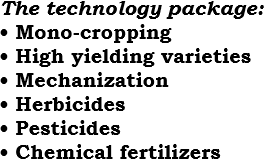 The technology package:
• Mono-cropping
• High yielding varieties
• Mechanization
• Herbicides
• Pesticides
• Chemical fertilizers